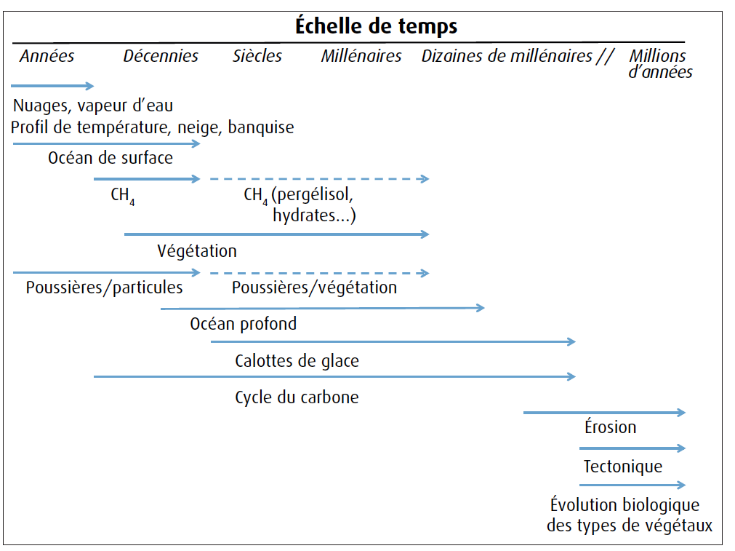 Échelle de temps
Années Décennies Siècles Millénaires Dizaines de millénaires // Millions
d'années
Nuages, vapeur d'eau
Profil de température, neige, banquise
Océan de surface
CH₄ CH₄ (pergélisol,
hydrates...)
Végétation
Poussières/particules Poussières/végétation
Océan profond
Calottes de glace
Cycle du carbone
Érosion
Tectonique
Évolution biologique
des types de végétaux